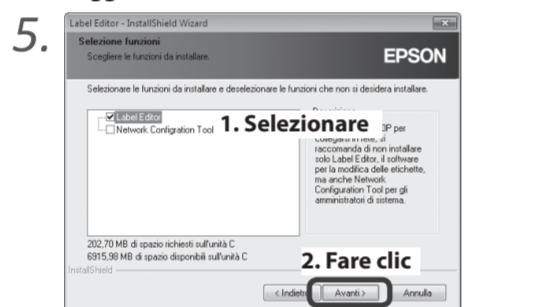 5.
Label Editor - InstallShield Wizard
Selezione funzioni
Scegliere le funzioni da installare.
EPSON
Selezionare le funzioni da installare e deselezionare le funzioni che non si desidera installare.
Label Editor
Network Configration Tool
1. Selezionare
OP per
raccomanda di non installare
solo Label Editor, il software
per la modifica delle etichette,
ma anche Network
Configuration Tool per gli
amministratori di sistema.
202,70 MB di spazio richiesti sull'unità C
6915,98 MB di spazio disponibili sull'unità C
2. Fare clic
InstallShield
< Indietro
Avanti >
Annulla